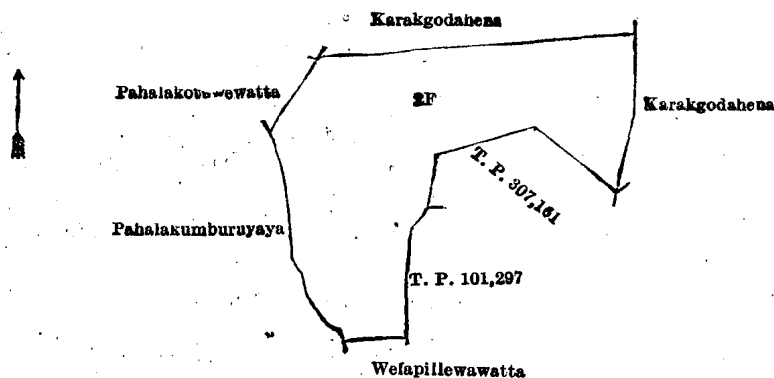 Karakgodahena
Pahalakotuwewatta
2F
Karakgodahena
T. P. 307,161
Pahalakumburuyaya
T. P. 101,297
Welapillewawatta